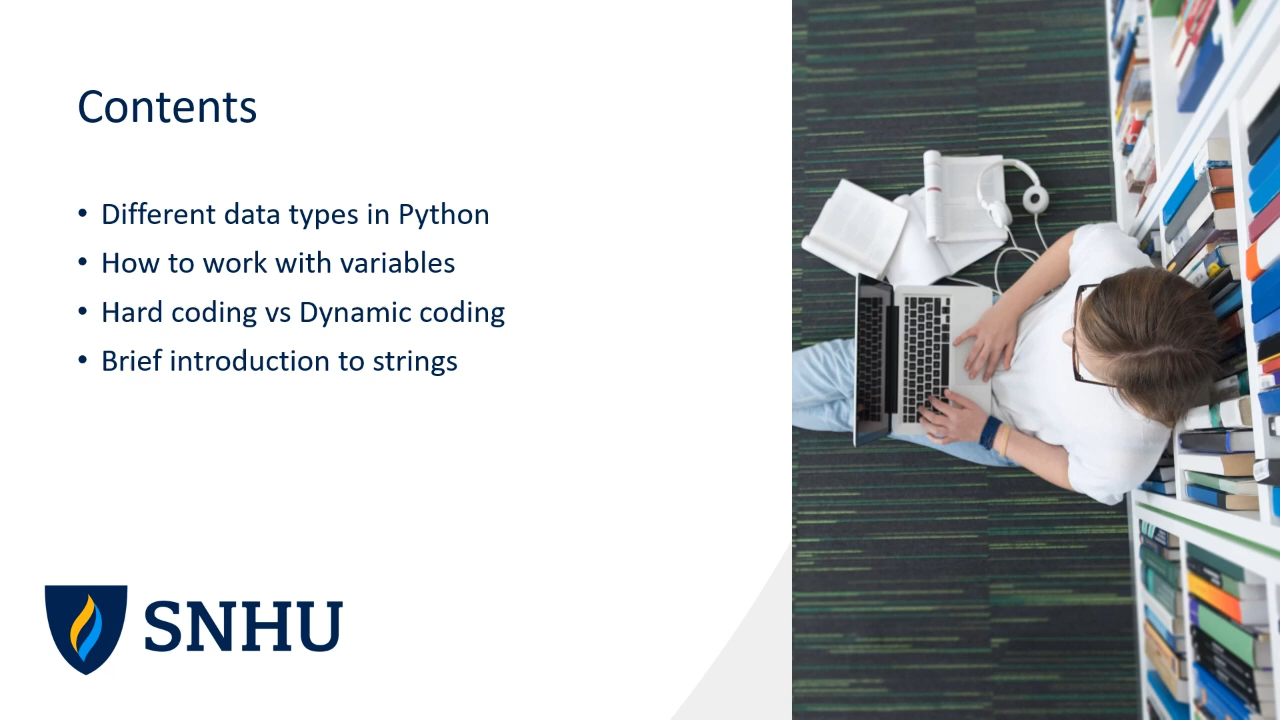 Contents
• Different data types in Python
• How to work with variables
• Hard coding vs Dynamic coding
• Brief introduction to strings
SNHU